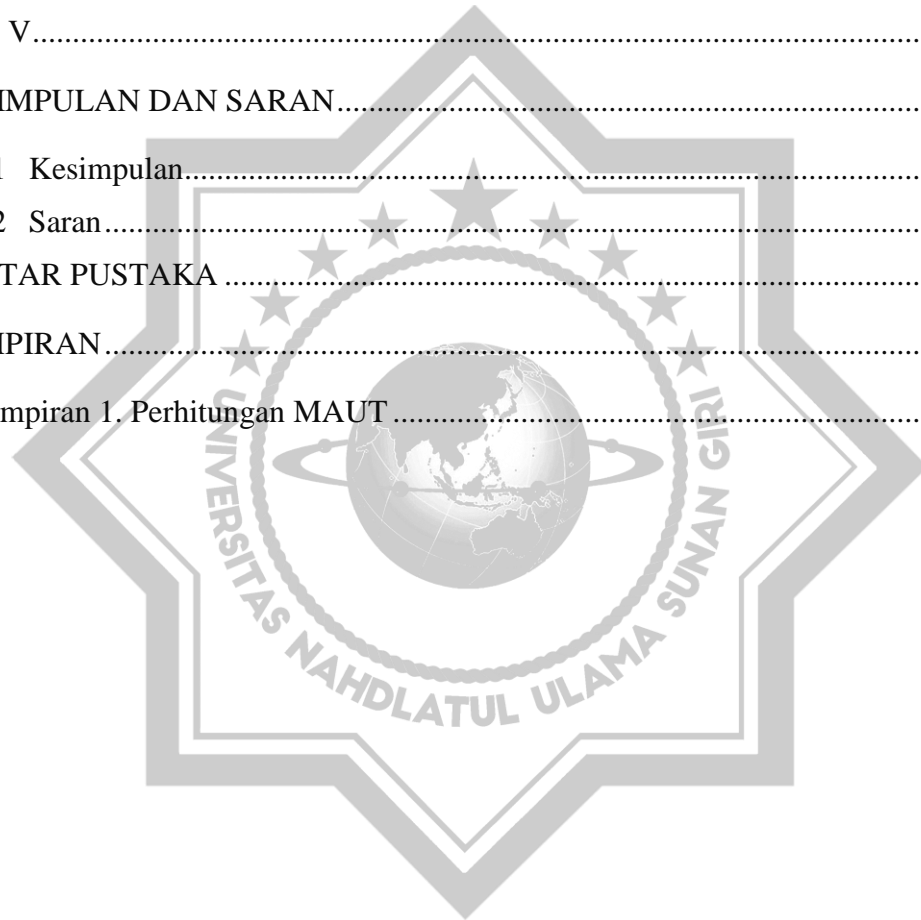 V........................................................................................................................
IMPULAN DAN SARAN........................................................................
1 Kesimpulan............................................................................................
2 Saran......................................................................................................
TAR PUSTAKA ......................................................................................
IPIRAN.....................................................................................................
mpiran 1. Perhitungan MAUT ..................................................................
UNIVERSITAS NAHDLATUL ULAMA SUNAN GIRI